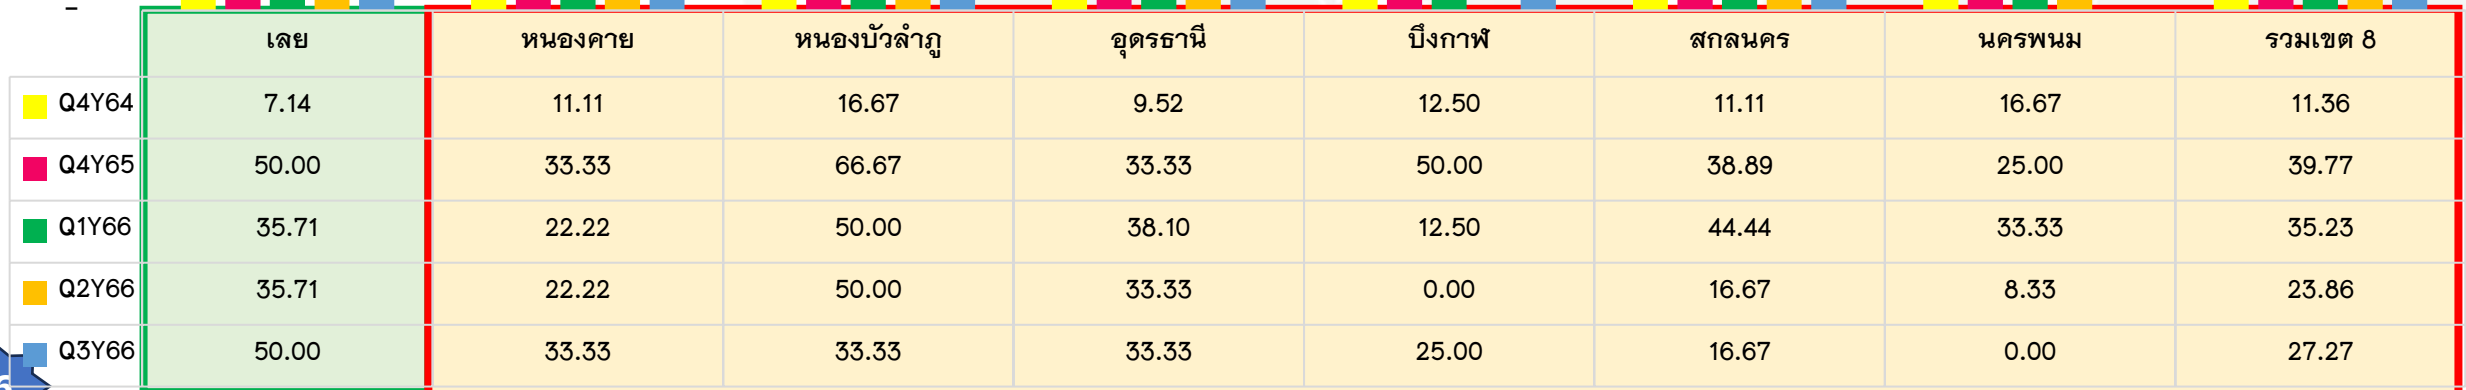 เลย หนองคาย หนองบัวลำภู อุดรธานี บึงกาฬ สกลนคร นครพนม รวมเขต 8
Q4Y64 7.14 11.11 16.67 9.52 12.50 11.11 16.67 11.36
Q4Y65 50.00 33.33 66.67 33.33 50.00 38.89 25.00 39.77
Q1Y66 35.71 22.22 50.00 38.10 12.50 44.44 33.33 35.23
Q2Y66 35.71 22.22 50.00 33.33 0.00 16.67 8.33 23.86
Q3Y66 50.00 33.33 33.33 33.33 25.00 16.67 0.00 27.27